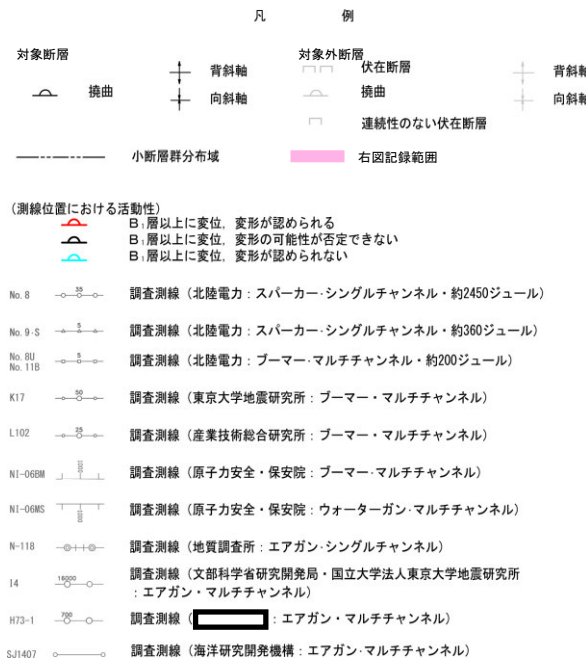 凡 例
対象断層 対象外断層
背斜軸 伏在断層 背斜軸
撓曲 向斜軸 撓曲 向斜軸
連続性のない伏在断層
小断層群分布域 右図記録範囲
(測線位置における活動性)
B₁層以上に変位, 変形が認められる
B₁層以上に変位, 変形の可能性が否定できない
B₁層以上に変位, 変形が認められない
No. 8 35 調査測線(北陸電力:スパーカー・シングルチャンネル・約2450ジュール)
No. 9・S 5 調査測線(北陸電力:スパーカー・シングルチャンネル・約360ジュール)
No. 8U
No. 11B 5 調査測線(北陸電力:ブーマー・マルチチャンネル・約200ジュール)
K17 50 調査測線(東京大学地震研究所:ブーマー・マルチチャンネル)
L102 25 調査測線(産業技術総合研究所:ブーマー・マルチチャンネル)
NI-06BM 1000 調査測線(原子力安全・保安院:ブーマー・マルチチャンネル)
NI-06MS 1000 調査測線(原子力安全・保安院:ウォーターガン・マルチチャンネル)
N-118 調査測線(地質調査所:エアガン・シングルチャンネル)
I4 16000 調査測線(文部科学省研究開発局・国立大学法人東京大学地震研究所
:エアガン・マルチチャンネル)
H73-1 700 調査測線( :エアガン・マルチチャンネル)
SJ1407 調査測線(海洋研究開発機構:エアガン・マルチチャンネル)